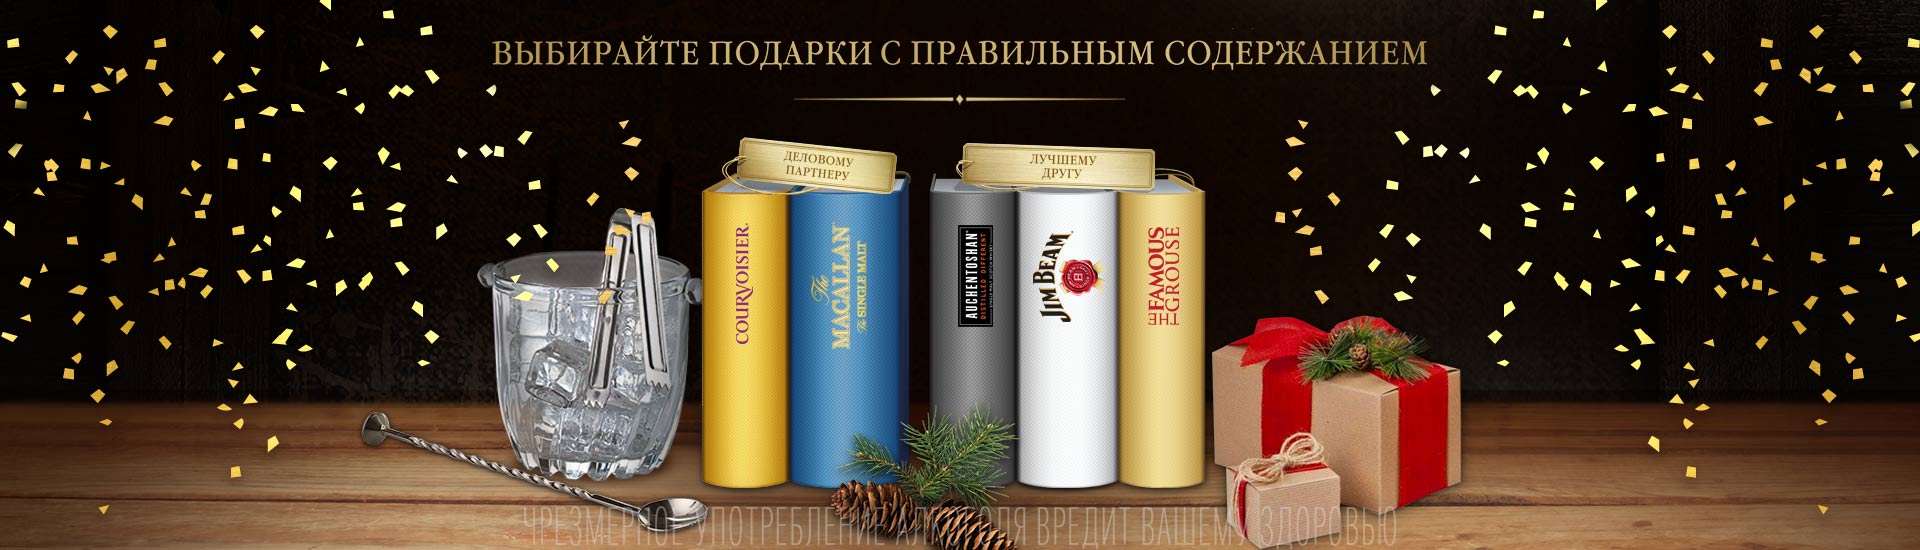 ВЫБИРАЙТЕ ПОДАРКИ С ПРАВИЛЬНЫМ СОДЕРЖАНИЕМ
ДЕЛОВОМУ
ПАРТНЕРУ
ЛУЧШЕМУ
ДРУГУ
COURVOISIER
The
MACALLAN
The SINGLE MALT
AUCHENTOSHAN
DISTILLED DIFFERENT
JIM BEAM
THE FAMOUS
GROUSE
ЧРЕЗМЕРНОЕ УПОТРЕБЛЕНИЕ АЛКОГОЛЯ ВРЕДИТ ВАШЕМУ ЗДОРОВЬЮ